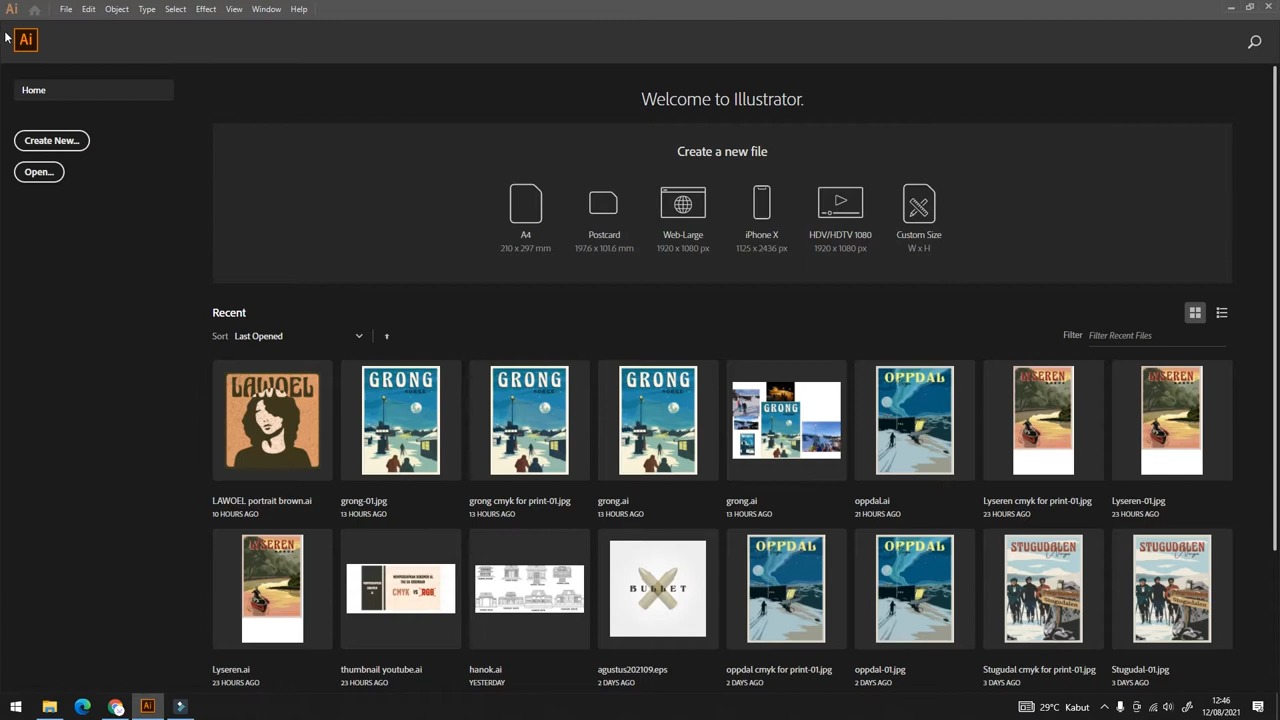 Ai File Edit Object Type Select Effect View Window Help
Ai
Home
Create New...
Open...
Welcome to Illustrator.
Create a new file
A4 Postcard Web-Large iPhone X HDV/HDTV 1080 Custom Size
210 x 297 mm 197.6 x 101.6 mm 1920 x 1080 px 1125 x 2436 px 1920 x 1080 px W x H
Recent
Sort Last Opened Filter Filter Recent Files
LAWOEL GRONG GRONG GRONG GRONG OPPDAL LYSEREN LYSEREN
LAWOEL portrait brown.ai grong-01.jpg grong cmyk for print-01.jpg grong.ai grong.ai oppdal.ai Lyseren cmyk for print-01.jpg Lyseren-01.jpg
10 HOURS AGO 13 HOURS AGO 13 HOURS AGO 13 HOURS AGO 13 HOURS AGO 21 HOURS AGO 23 HOURS AGO 23 HOURS AGO
LYSEREN CMYK VS RGB BULLET OPPDAL OPPDAL STUGUDALEN STUGUDALEN
Lyseren.ai thumbnail youtube.ai hanok.ai agustus202109.eps oppdal cmyk for print-01.jpg oppdal-01.jpg Stugudal cmyk for print-01.jpg Stugudal-01.jpg
23 HOURS AGO 23 HOURS AGO YESTERDAY 2 DAYS AGO 2 DAYS AGO 2 DAYS AGO 3 DAYS AGO 3 DAYS AGO
Ai 29°C Kabut 12:46
12/08/2021